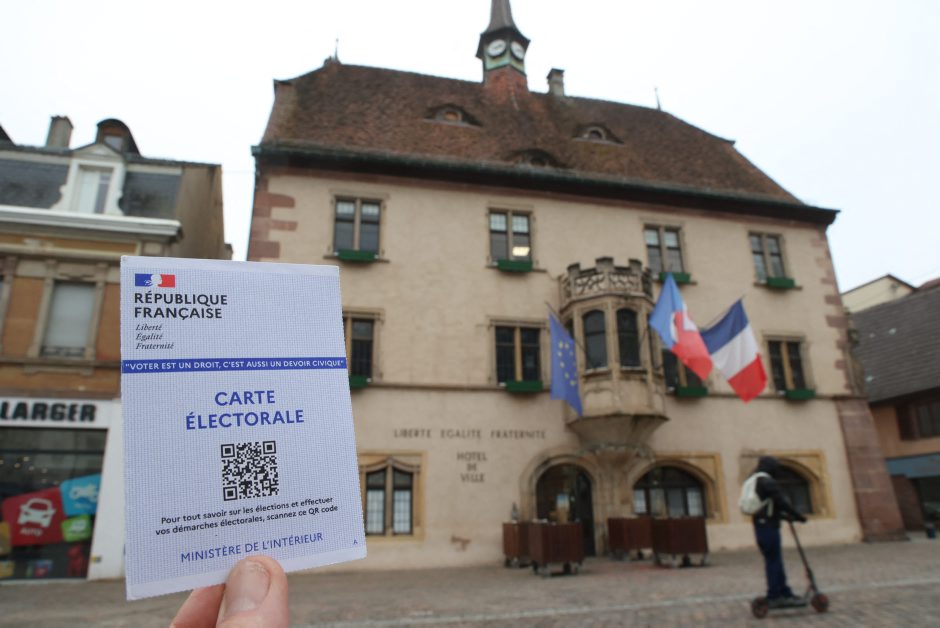 RÉPUBLIQUE
FRANÇAISE
Liberté
Égalité
Fraternité
"VOTER EST UN DROIT, C'EST AUSSI UN DEVOIR CIVIQUE"
CARTE
ÉLECTORALE
Pour tout savoir sur les élections et effectuer
vos démarches électorales, scannez ce QR code
MINISTÈRE DE L'INTÉRIEUR
A
LARGER
LIBERTE EGALITE FRATERNITE
HOTEL
DE
VILLE